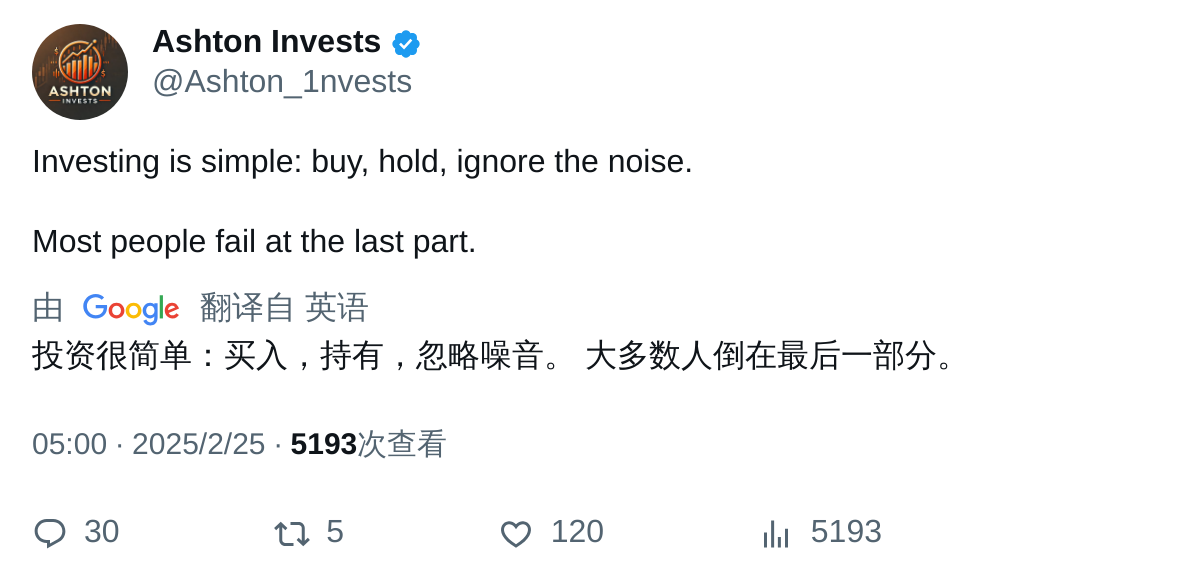 ASHTON
INVESTS
Ashton Invests
@Ashton_1nvests
Investing is simple: buy, hold, ignore the noise.
Most people fail at the last part.
由 Google 翻译自 英语
投资很简单：买入，持有，忽略噪音。 大多数人倒在最后一部分。
05:00 · 2025/2/25 · 5193次查看
30 5 120 5193